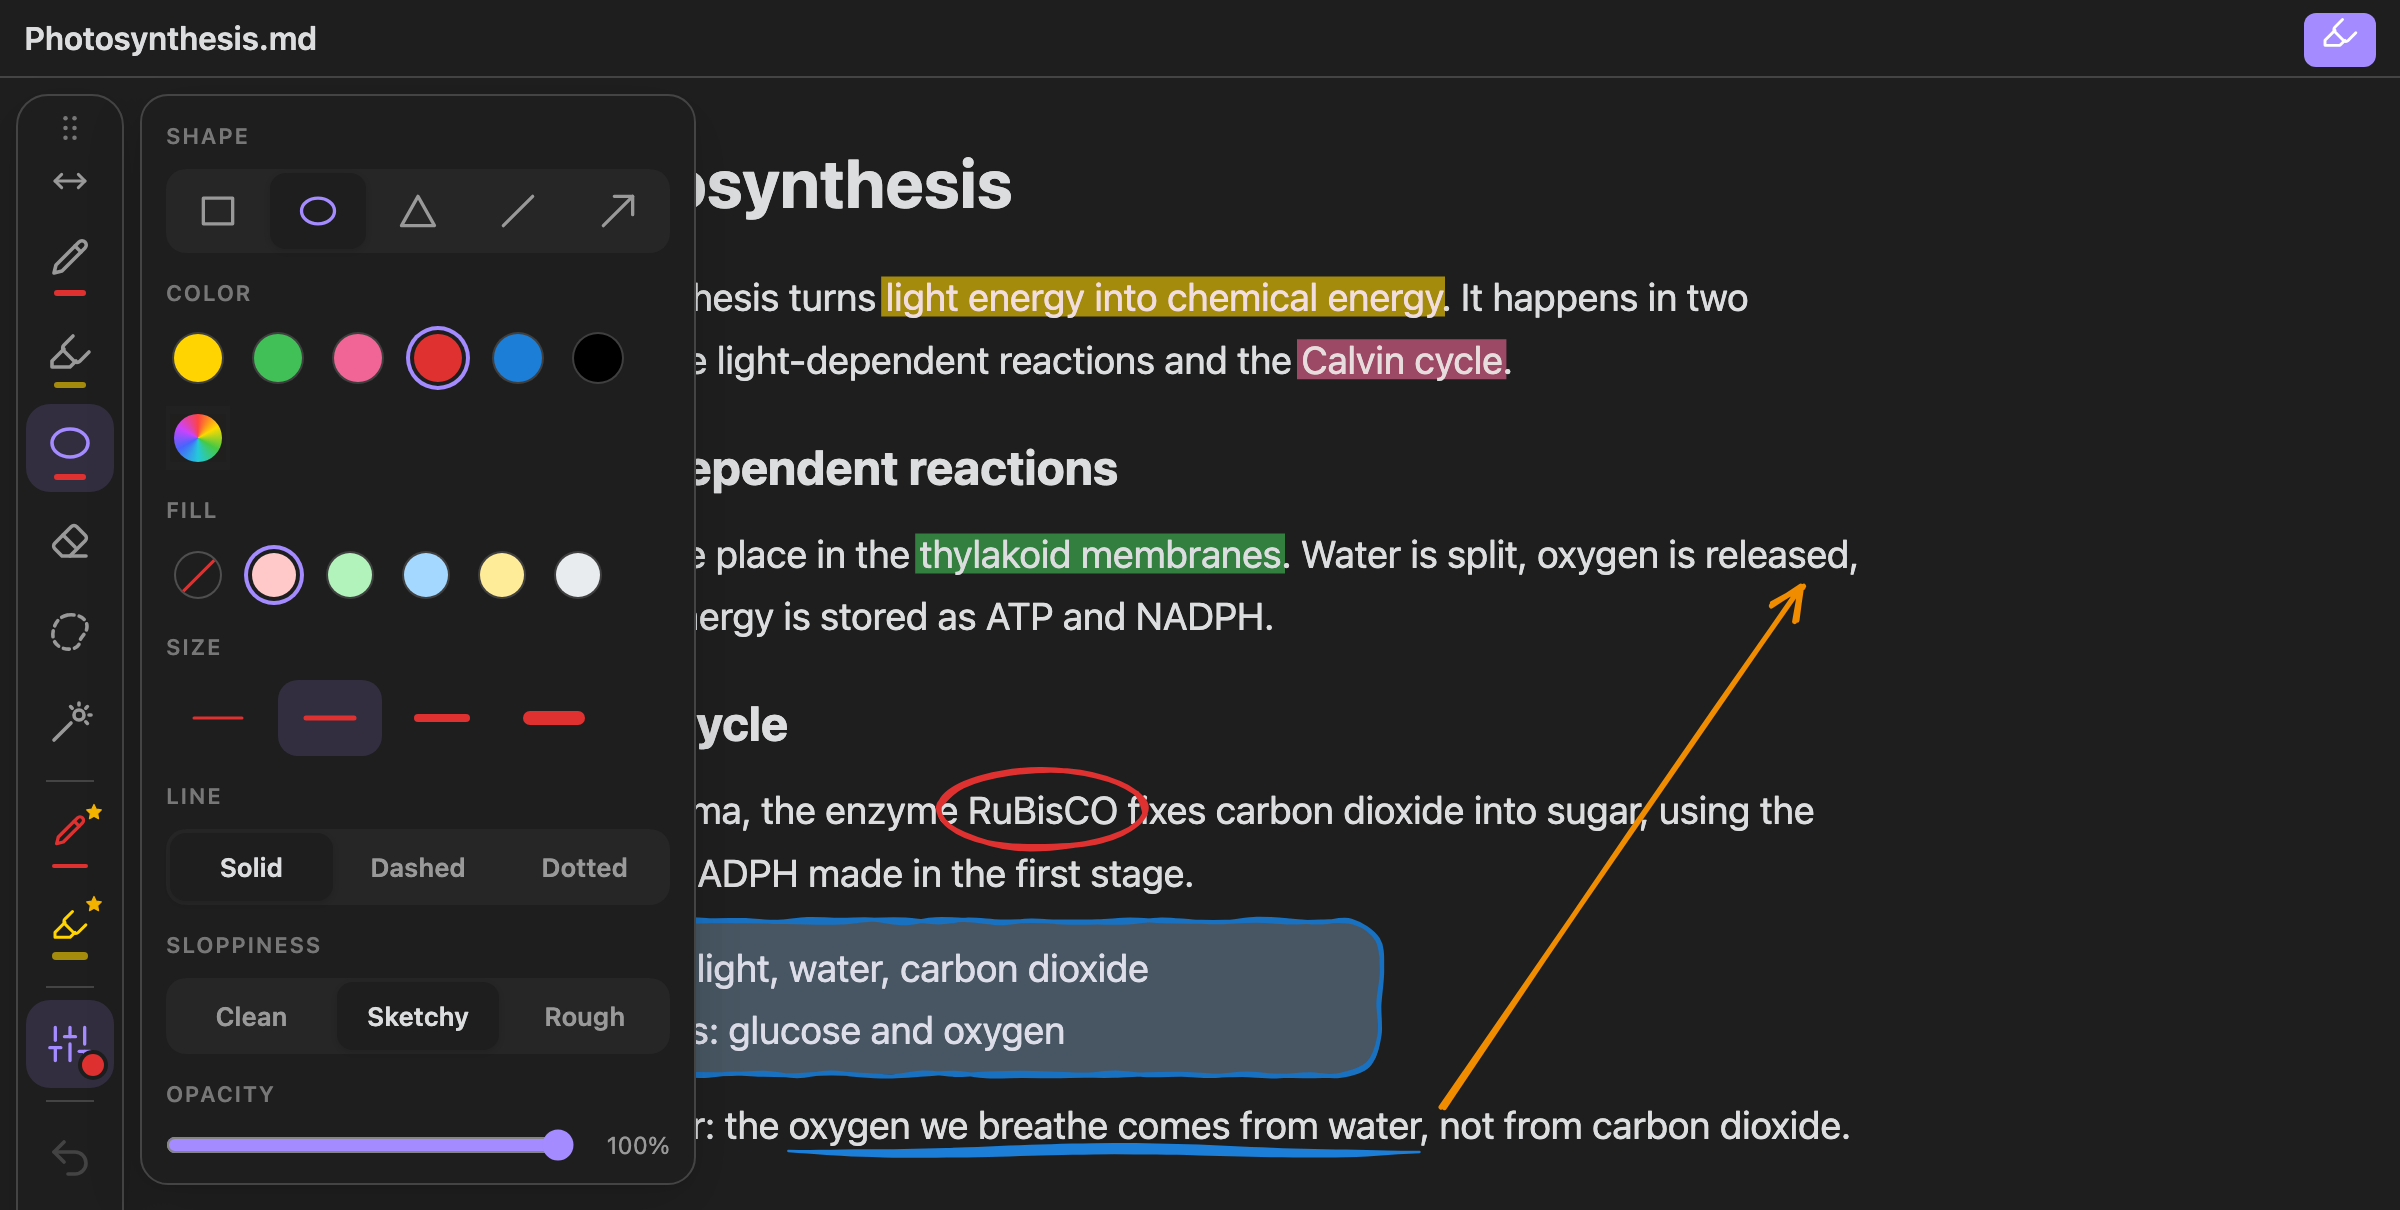 Photosynthesis.md
SHAPE
COLOR
FILL
SIZE
LINE
Solid Dashed Dotted
SLOPPINESS
Clean Sketchy Rough
OPACITY
100%
osynthesis
hesis turns light energy into chemical energy. It happens in two
e light-dependent reactions and the Calvin cycle.
ependent reactions
e place in the thylakoid membranes. Water is split, oxygen is released,
ergy is stored as ATP and NADPH.
ycle
ma, the enzyme RuBisCO fixes carbon dioxide into sugar, using the
ADPH made in the first stage.
light, water, carbon dioxide
s: glucose and oxygen
r: the oxygen we breathe comes from water, not from carbon dioxide.